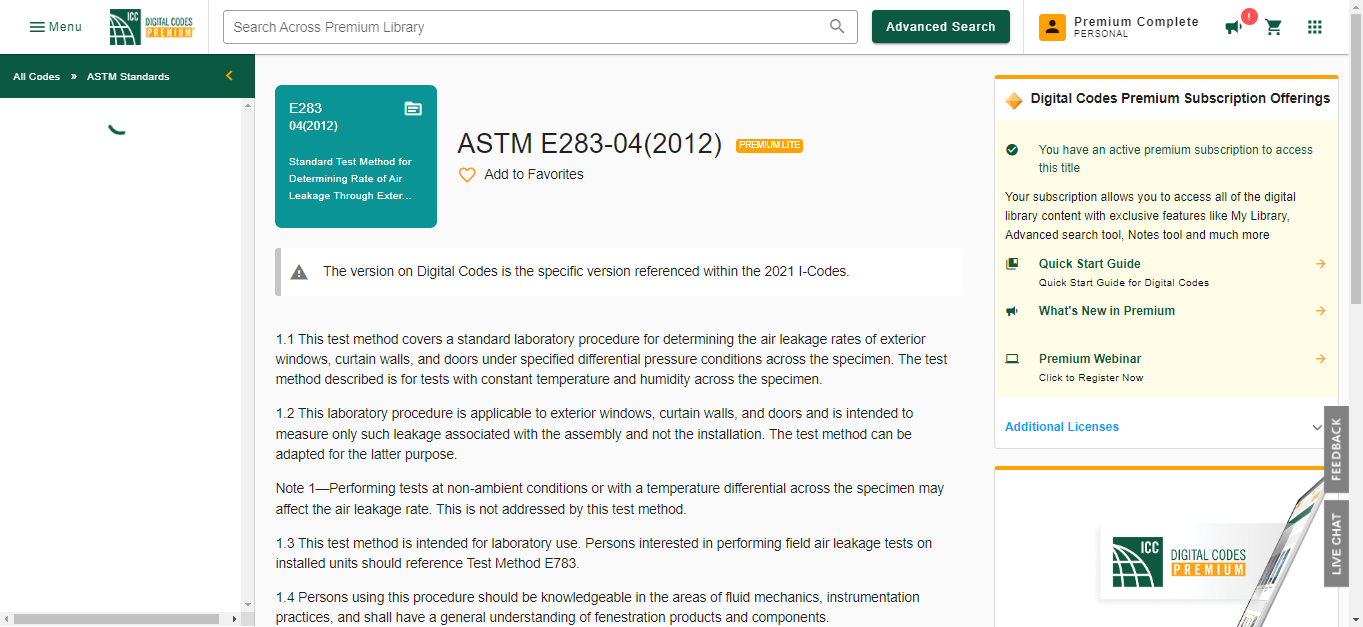 Menu
ICC DIGITAL CODES
PREMIUM
Search Across Premium Library
Advanced Search
Premium Complete
PERSONAL
!
All Codes » ASTM Standards
E283
04(2012)
Standard Test Method for
Determining Rate of Air
Leakage Through Exter...
ASTM E283-04(2012) PREMIUM LITE
Add to Favorites
The version on Digital Codes is the specific version referenced within the 2021 I-Codes.
1.1 This test method covers a standard laboratory procedure for determining the air leakage rates of exterior
windows, curtain walls, and doors under specified differential pressure conditions across the specimen. The test
method described is for tests with constant temperature and humidity across the specimen.
1.2 This laboratory procedure is applicable to exterior windows, curtain walls, and doors and is intended to
measure only such leakage associated with the assembly and not the installation. The test method can be
adapted for the latter purpose.
Note 1—Performing tests at non-ambient conditions or with a temperature differential across the specimen may
affect the air leakage rate. This is not addressed by this test method.
1.3 This test method is intended for laboratory use. Persons interested in performing field air leakage tests on
installed units should reference Test Method E783.
1.4 Persons using this procedure should be knowledgeable in the areas of fluid mechanics, instrumentation
practices, and shall have a general understanding of fenestration products and components.
Digital Codes Premium Subscription Offerings
You have an active premium subscription to access
this title
Your subscription allows you to access all of the digital
library content with exclusive features like My Library,
Advanced search tool, Notes tool and much more
Quick Start Guide
Quick Start Guide for Digital Codes
What's New in Premium
Premium Webinar
Click to Register Now
Additional Licenses
FEEDBACK
LIVE CHAT
ICC DIGITAL CODES
PREMIUM